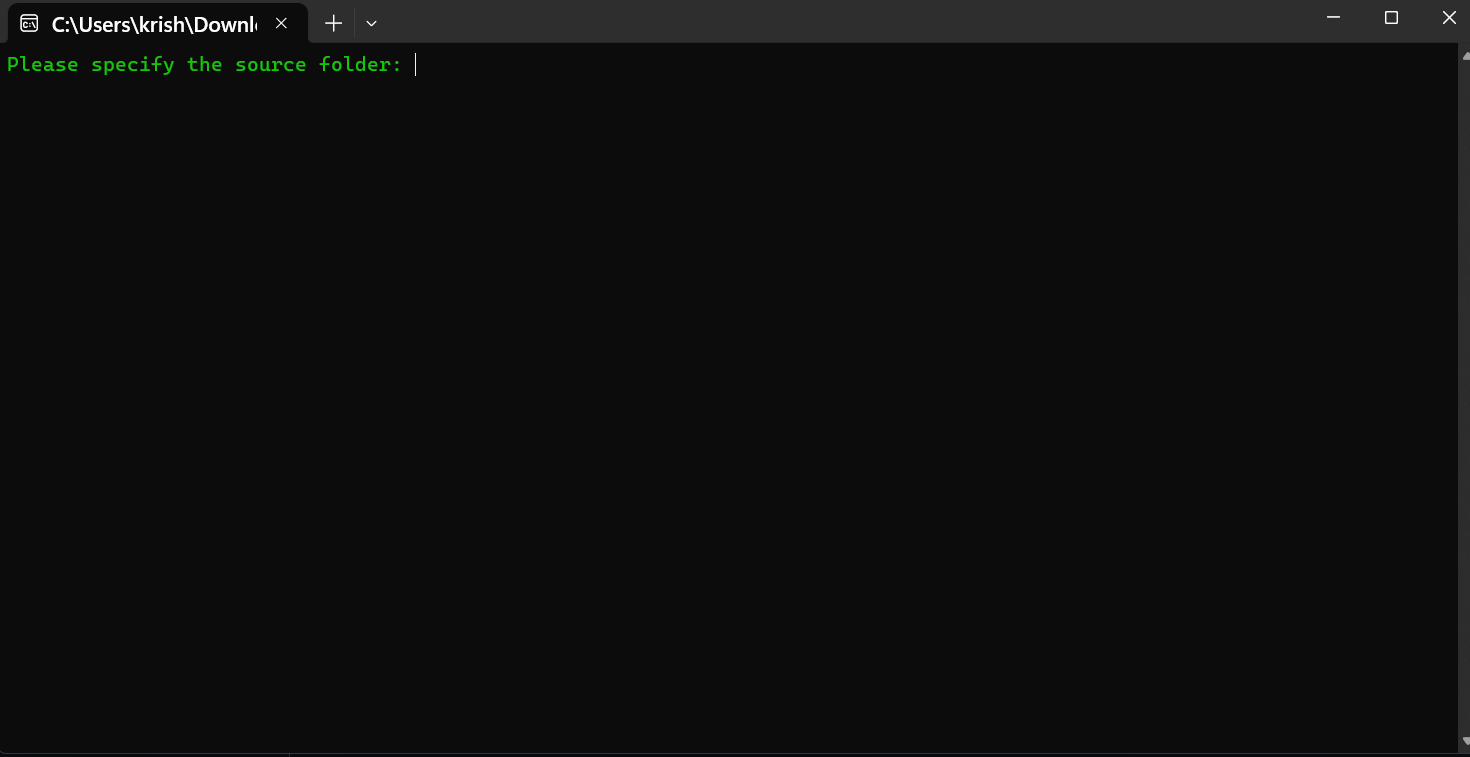 C:\Users\krish\Downl
Please specify the source folder: